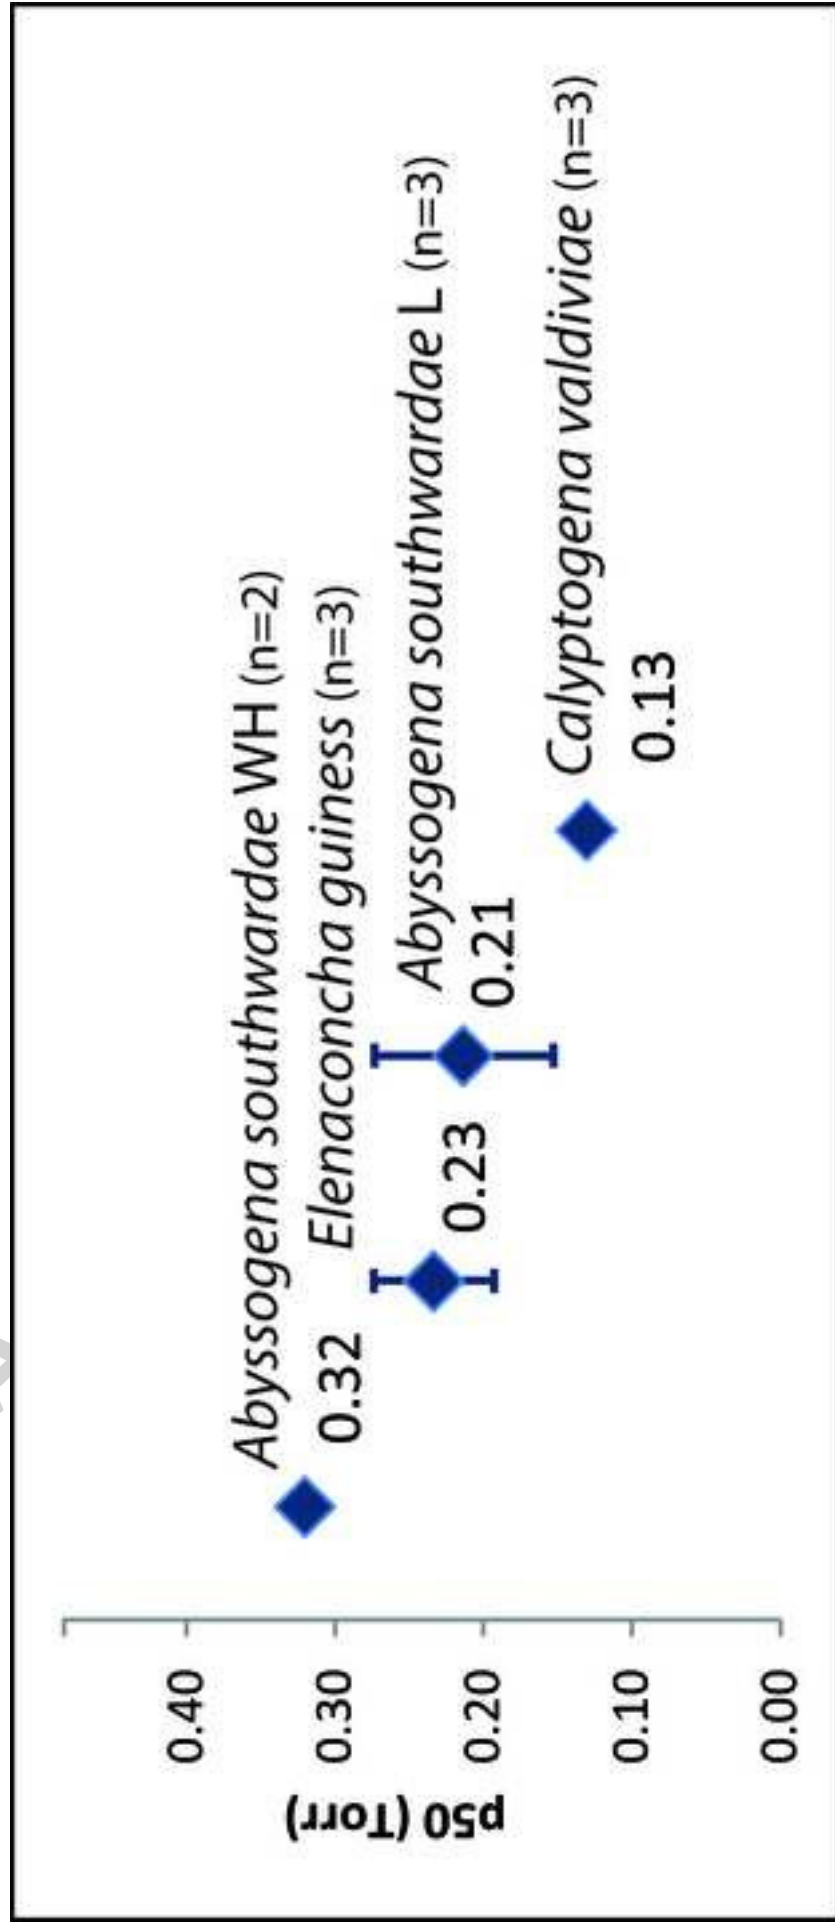 p50 (Torr)
0.40
0.30
0.20
0.10
0.00
Abyssogena southwardae WH (n=2)
0.32
Elenaconcha guiness (n=3)
0.23
Abyssogena southwardae L (n=3)
0.21
Calyptogena valdiviae (n=3)
0.13